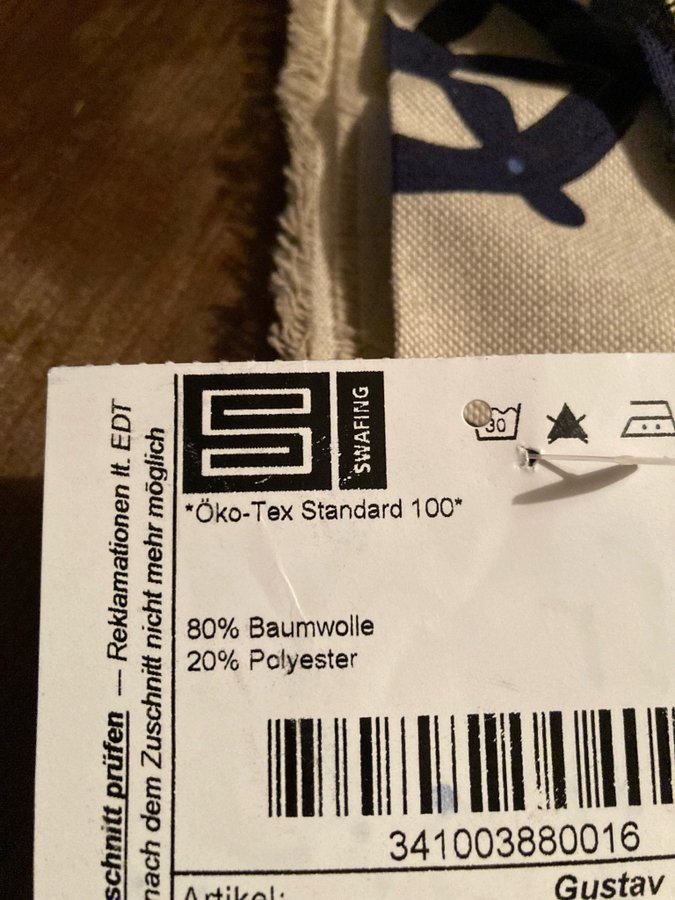 SWAFING
30
*Öko-Tex Standard 100*
80% Baumwolle
20% Polyester
341003880016
Artikel: Gustav
schnitt prüfen — Reklamationen lt. EDT
nach dem Zuschnitt nicht mehr möglich